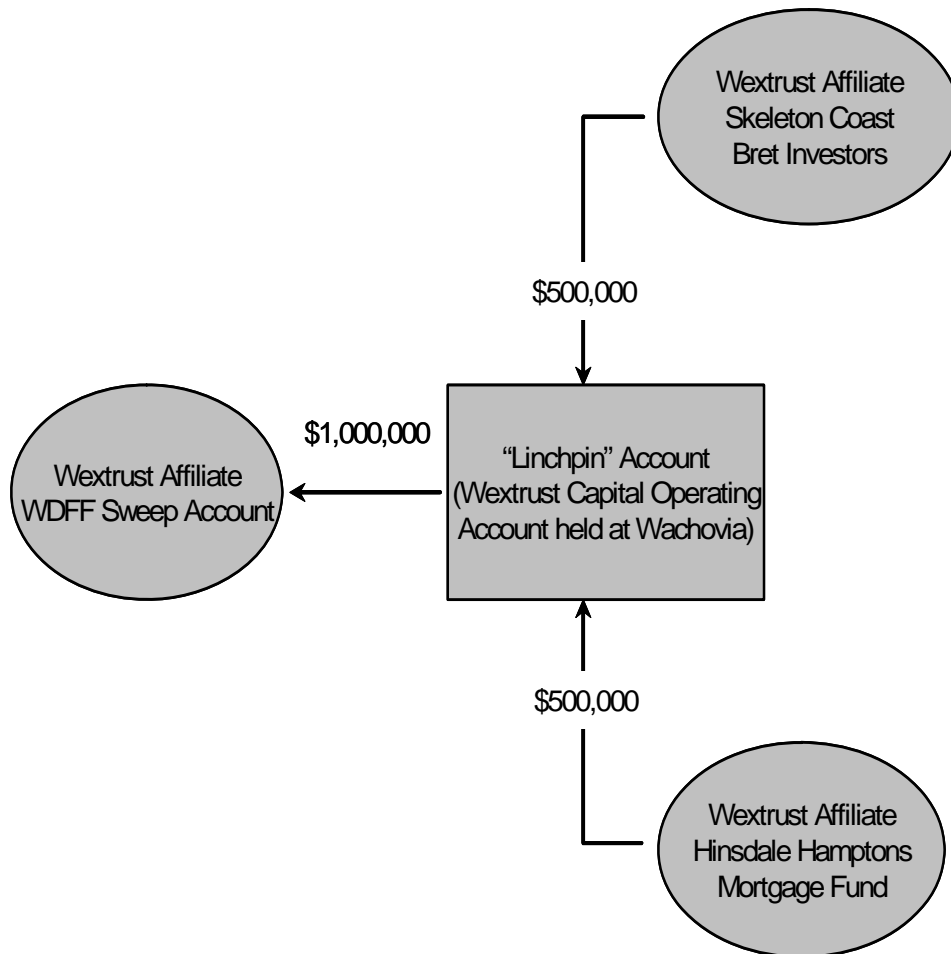 Wextrust Affiliate
Skeleton Coast
Bret Investors
$500,000
$1,000,000
Wextrust Affiliate
WDFF Sweep Account
“Linchpin” Account
(Wextrust Capital Operating
Account held at Wachovia)
$500,000
Wextrust Affiliate
Hinsdale Hamptons
Mortgage Fund